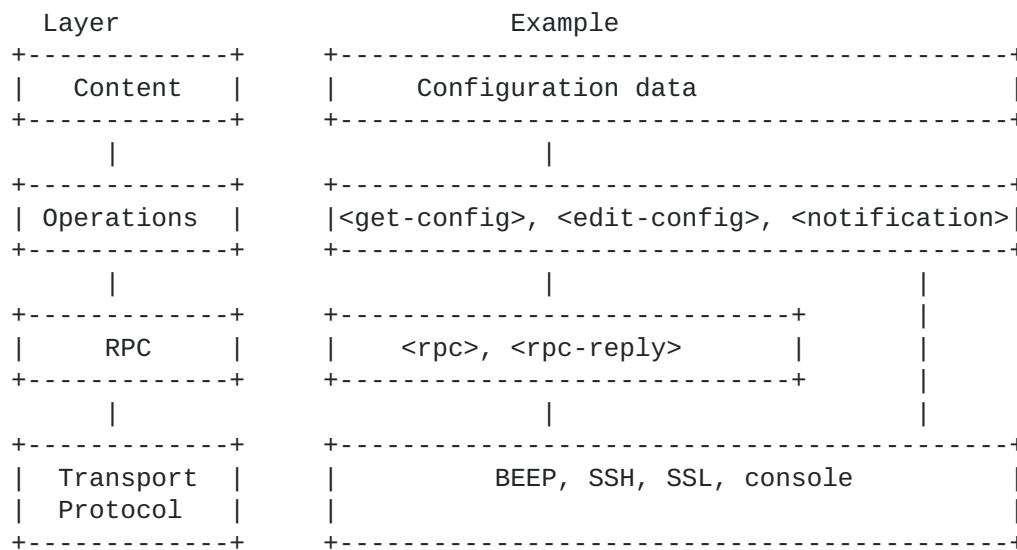 Layer Example
Content Configuration data
Operations <get-config>, <edit-config>, <notification>
RPC <rpc>, <rpc-reply>
Transport BEEP, SSH, SSL, console
Protocol